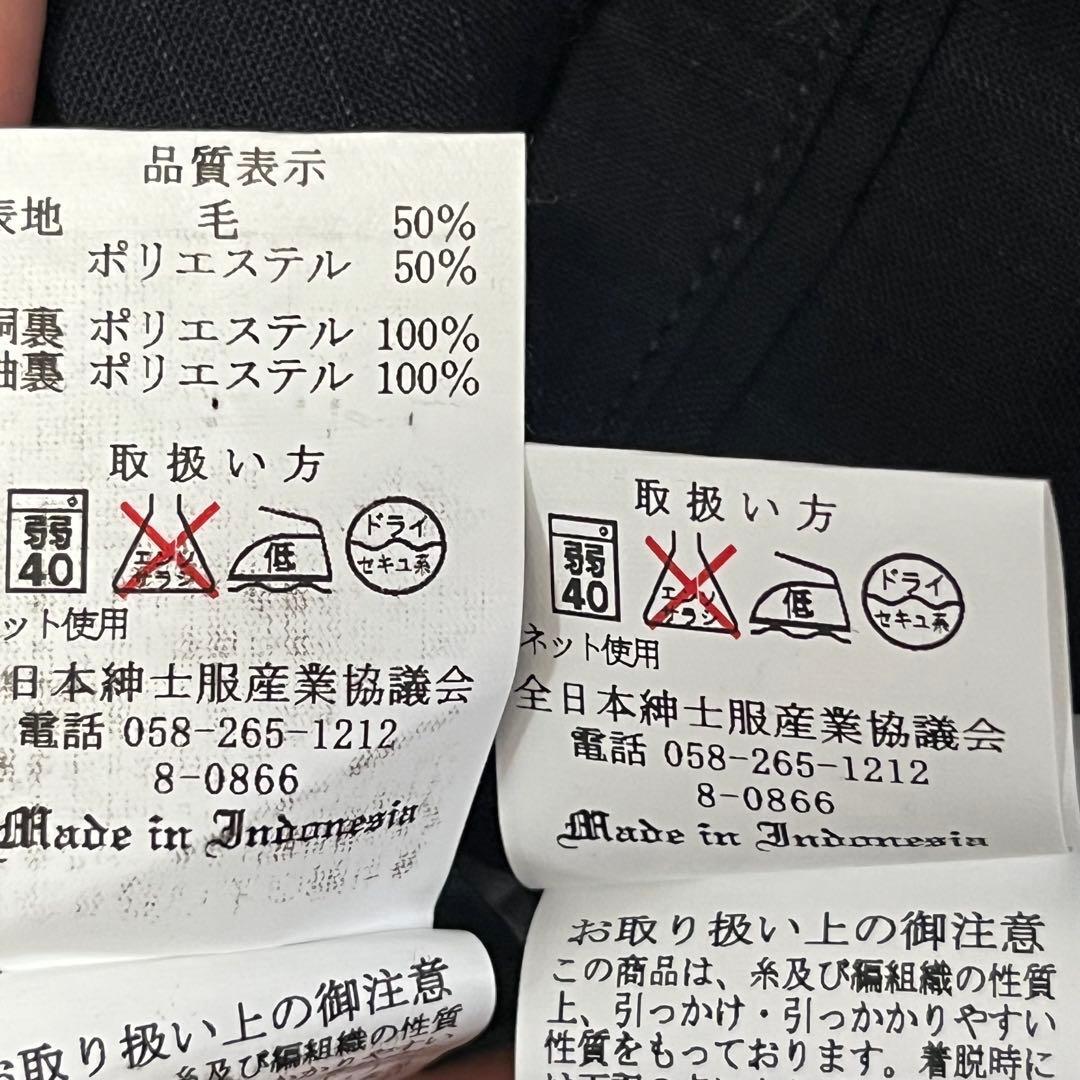 品質表示
表地 毛 50%
ポリエステル 50%
胴裏 ポリエステル 100%
袖裏 ポリエステル 100%
取扱い方
弱
40
エンソ
サラシ
低
ドライ
セキユ系
ット使用
日本紳士服産業協議会
電話 058-265-1212
8-0866
Made in Indonesia
お取り扱い上の御注意
糸及び編組織の性質
取扱い方
弱
40
エンソ
サラシ
低
ドライ
セキユ系
ネット使用
全日本紳士服産業協議会
電話 058-265-1212
8-0866
Made in Indonesia
お取り扱い上の御注意
この商品は、糸及び編組織の性質
上、引っかけ・引っかかりやすい
性質をもっております。着脱時に